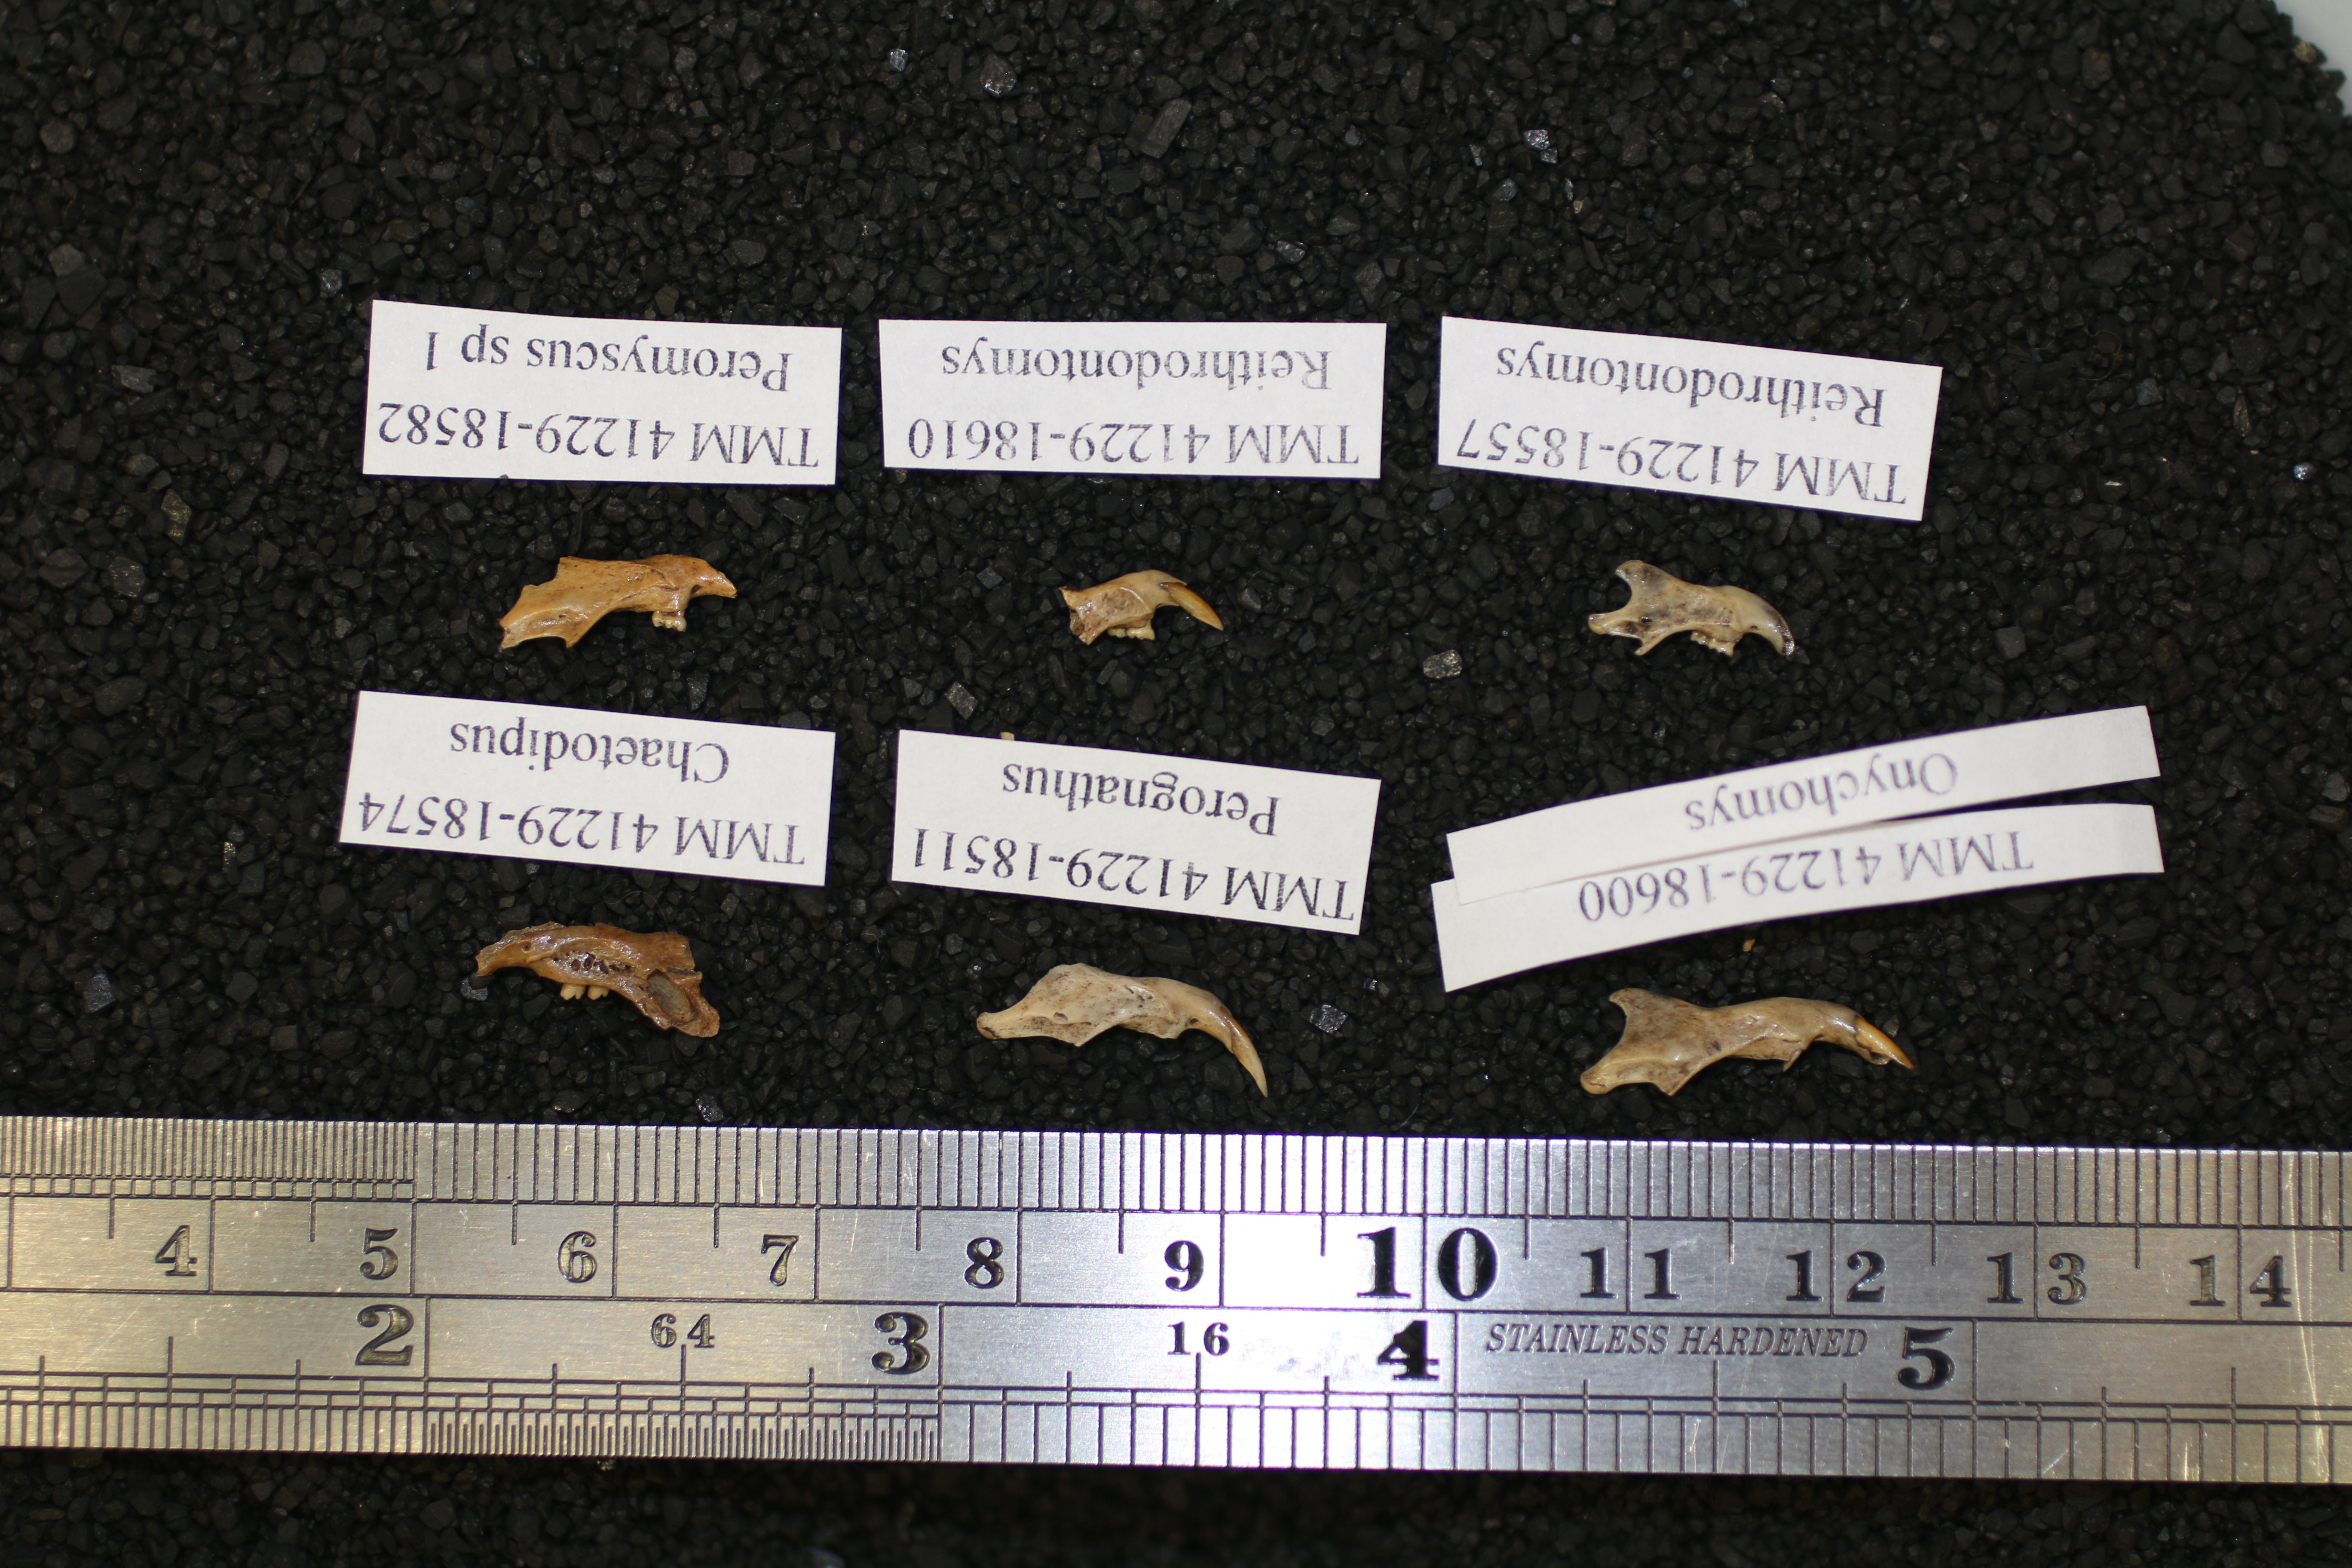 5 STAINLESS HARDENED 4 16 3 64 2
14 13 12 11 10 9 8 7 6 5 4
TMM 41229-18600
Onychomys
TMM 41229-18511
Perognathus
TMM 41229-18574
Chaetodipus
TMM 41229-18557
Reithrodontomys
TMM 41229-18610
Reithrodontomys
TMM 41229-18582
Peromyscus sp 1